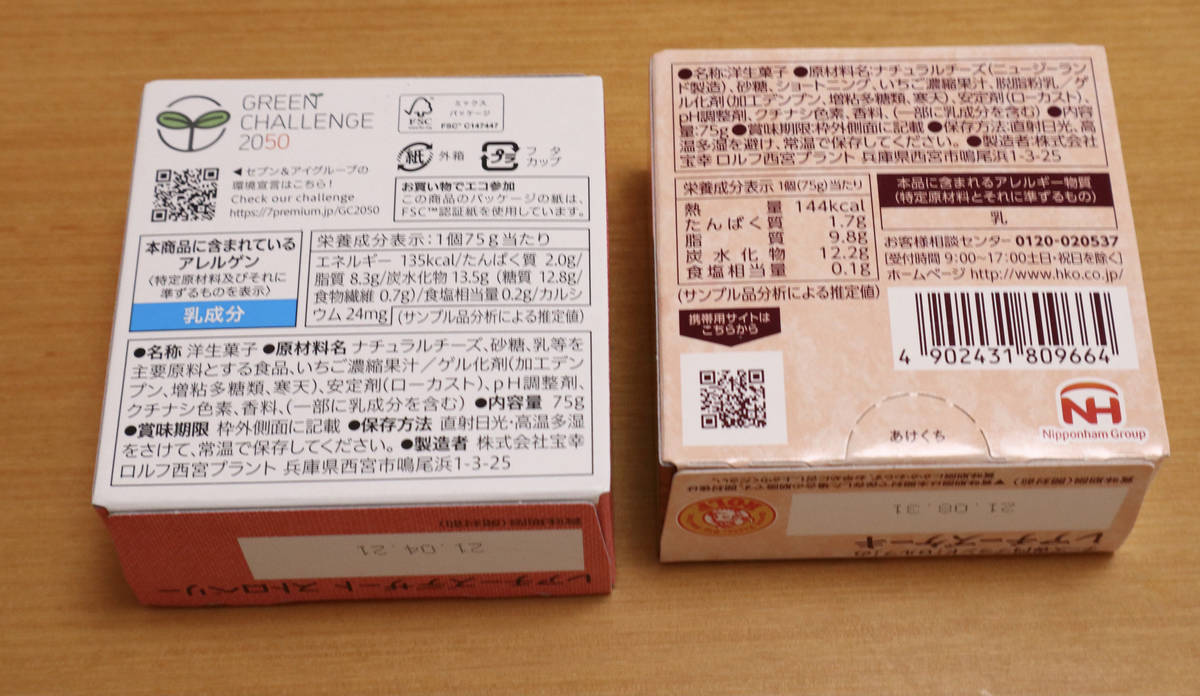 GREEN
CHALLENGE
2050
ミックス
パッケージ
FSC
FSC™ C147447
紙 外箱
プラ フタ
カップ
◀セブン&アイグループの
環境宣言はこちら!
Check our challenge
https://7premium.jp/GC2050
お買い物でエコ参加
この商品のパッケージの紙は、
FSC™認証紙を使用しています。
本商品に含まれている
アレルゲン
(特定原材料及びそれに
準ずるものを表示)
乳成分
栄養成分表示:1個75g当たり
エネルギー 135kcal/たんぱく質 2.0g/
脂質 8.3g/炭水化物 13.5g (糖質 12.8g/
食物繊維 0.7g)/食塩相当量0.2g/カルシ
ウム 24mg (サンプル品分析による推定値)
●名称 洋生菓子 ●原材料名 ナチュラルチーズ、砂糖、乳等を
主要原料とする食品、いちご濃縮果汁/ゲル化剤(加工デン
プン、増粘多糖類、寒天)、安定剤(ローカスト)、pH調整剤、
クチナシ色素、香料、(一部に乳成分を含む) ●内容量 75g
●賞味期限 枠外側面に記載 ●保存方法 直射日光・高温多湿
をさけて、常温で保存してください。●製造者 株式会社宝幸
ロルフ西宮プラント 兵庫県西宮市鳴尾浜1-3-25
21.04.21
レアチーズデザート ストロベリー
●名称:洋生菓子 ●原材料名:ナチュラルチーズ(ニュージーラン
ド製造)、砂糖、ショートニング、いちご濃縮果汁、脱脂粉乳/ゲ
ル化剤(加工デンプン、増粘多糖類、寒天)、安定剤(ローカスト)、
pH調整剤、クチナシ色素、香料、(一部に乳成分を含む) ●内容
量:75g ●賞味期限:枠外側面に記載 ●保存方法:直射日光、高
温多湿を避け、常温で保存してください。 ●製造者:株式会社
宝幸 ロルフ西宮プラント 兵庫県西宮市鳴尾浜1-3-25
栄養成分表示 1個(75g)当たり
熱量 144kcal
たんぱく質 1.7g
脂質 9.8g
炭水化物 12.2g
食塩相当量 0.1g
(サンプル品分析による推定値)
本品に含まれるアレルギー物質
(特定原材料とそれに準ずるもの)
乳
お客様相談センター 0120-020537
[受付時間 9:00~17:00土日・祝日を除く]
ホームページ http://www.hko.co.jp/
携帯用サイトは
こちらから
4 902431 809664
あけくち
NH
Nipponham Group
21.08.31
レアチーズケーキ